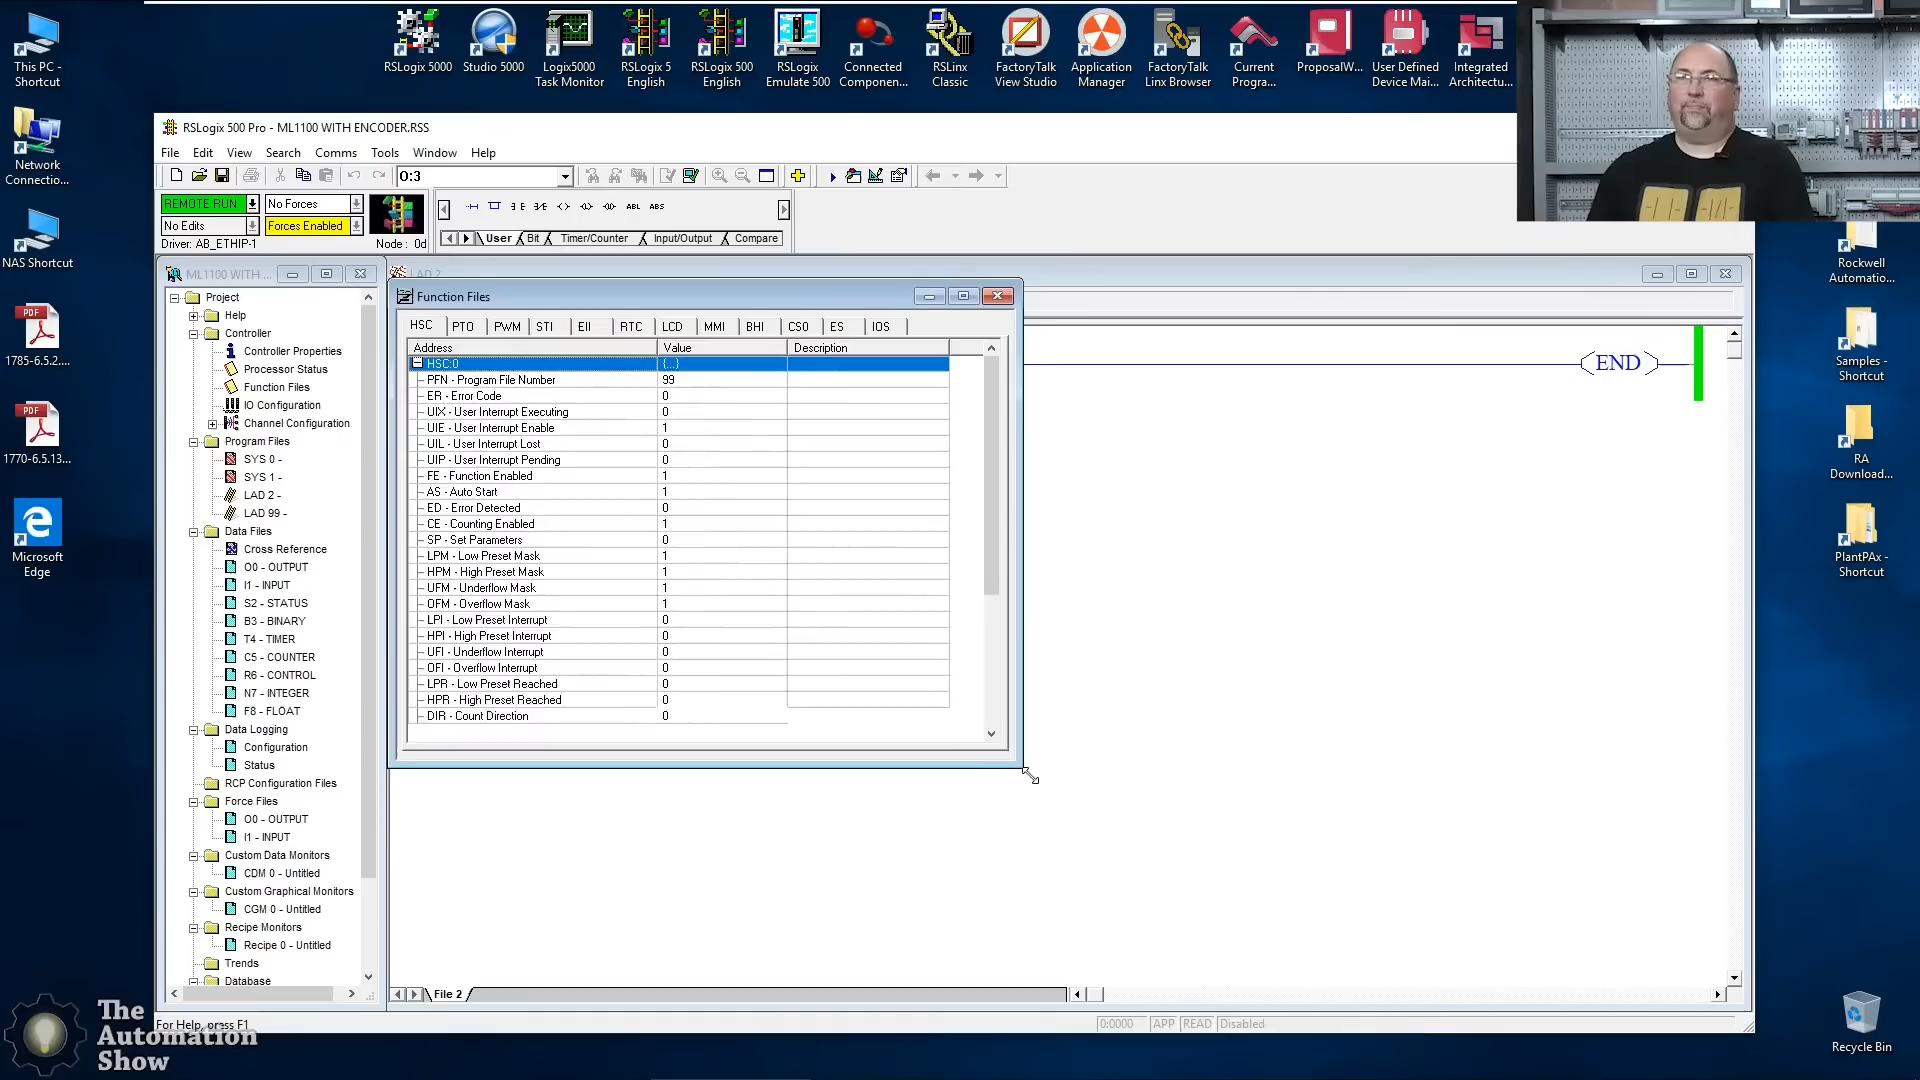 This PC -
Shortcut
Network
Connectio...
NAS Shortcut
PDF
1785-6.5.2....
PDF
1770-6.5.13...
Microsoft
Edge
RSLogix 5000
Studio 5000
Logix5000
Task Monitor
RSLogix 5
English
RSLogix 500
English
RSLogix
Emulate 500
Connected
Componen...
RSLinx
Classic
FactoryTalk
View Studio
Application
Manager
FactoryTalk
Linx Browser
Current
Progra...
ProposalW...
User Defined
Device Mai...
Integrated
Architectu...
RSLogix 500 Pro - ML1100 WITH ENCODER.RSS
File Edit View Search Comms Tools Window Help
O:3
REMOTE RUN No Forces
No Edits Forces Enabled
Driver: AB_ETHIP-1 Node : 0d
ABL ABS
User Bit Timer/Counter Input/Output Compare
ML1100 WITH ...
LAD 2
Project
Help
Controller
Controller Properties
Processor Status
Function Files
IO Configuration
Channel Configuration
Program Files
SYS 0 -
SYS 1 -
LAD 2 -
LAD 99 -
Data Files
Cross Reference
O0 - OUTPUT
I1 - INPUT
S2 - STATUS
B3 - BINARY
T4 - TIMER
C5 - COUNTER
R6 - CONTROL
N7 - INTEGER
F8 - FLOAT
Data Logging
Configuration
Status
RCP Configuration Files
Force Files
O0 - OUTPUT
I1 - INPUT
Custom Data Monitors
CDM 0 - Untitled
Custom Graphical Monitors
CGM 0 - Untitled
Recipe Monitors
Recipe 0 - Untitled
Trends
Database
Function Files
HSC PTO PWM STI EII RTC LCD MMI BHI CS0 ES IOS
Address Value Description
HSC:0 {...}
PFN - Program File Number 99
ER - Error Code 0
UIX - User Interrupt Executing 0
UIE - User Interrupt Enable 1
UIL - User Interrupt Lost 0
UIP - User Interrupt Pending 0
FE - Function Enabled 1
AS - Auto Start 1
ED - Error Detected 0
CE - Counting Enabled 1
SP - Set Parameters 0
LPM - Low Preset Mask 1
HPM - High Preset Mask 1
UFM - Underflow Mask 1
OFM - Overflow Mask 1
LPI - Low Preset Interrupt 0
HPI - High Preset Interrupt 0
UFI - Underflow Interrupt 0
OFI - Overflow Interrupt 0
LPR - Low Preset Reached 0
HPR - High Preset Reached 0
DIR - Count Direction 0
END
File 2
For Help, press F1
0:0000 APP READ Disabled
Rockwell
Automatio...
Samples -
Shortcut
RA
Download...
PlantPAx -
Shortcut
Recycle Bin
The
Automation
Show